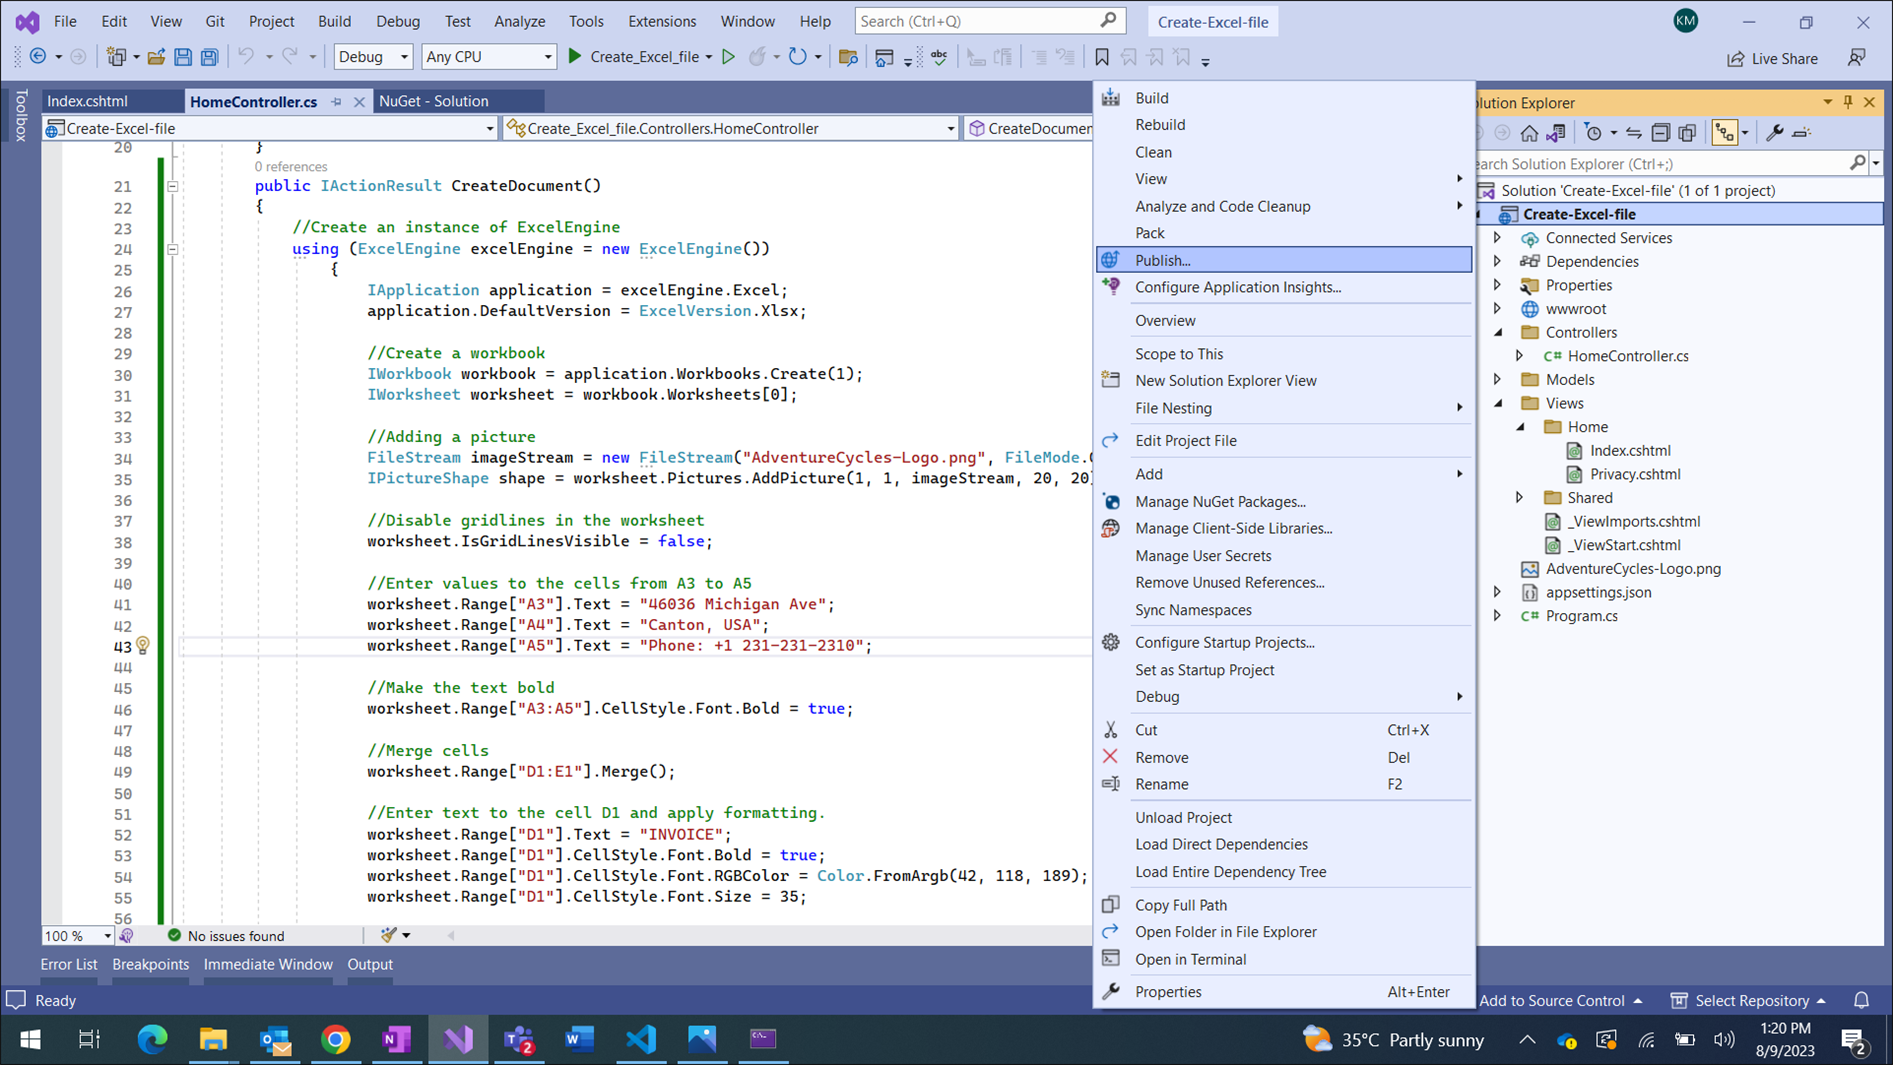 File Edit View Git Project Build Debug Test Analyze Tools Extensions Window Help Search (Ctrl+Q) Create-Excel-file KM
Debug Any CPU Create_Excel_file abc Live Share
Toolbox
Index.cshtml HomeController.cs NuGet - Solution
Create-Excel-file Create_Excel_file.Controllers.HomeController CreateDocumen
20 }
0 references
21 public IActionResult CreateDocument()
22 {
23 //Create an instance of ExcelEngine
24 using (ExcelEngine excelEngine = new ExcelEngine())
25 {
26 IApplication application = excelEngine.Excel;
27 application.DefaultVersion = ExcelVersion.Xlsx;
28
29 //Create a workbook
30 IWorkbook workbook = application.Workbooks.Create(1);
31 IWorksheet worksheet = workbook.Worksheets[0];
32
33 //Adding a picture
34 FileStream imageStream = new FileStream("AdventureCycles-Logo.png", FileMode.
35 IPictureShape shape = worksheet.Pictures.AddPicture(1, 1, imageStream, 20, 20
36
37 //Disable gridlines in the worksheet
38 worksheet.IsGridLinesVisible = false;
39
40 //Enter values to the cells from A3 to A5
41 worksheet.Range["A3"].Text = "46036 Michigan Ave";
42 worksheet.Range["A4"].Text = "Canton, USA";
43 worksheet.Range["A5"].Text = "Phone: +1 231-231-2310";
44
45 //Make the text bold
46 worksheet.Range["A3:A5"].CellStyle.Font.Bold = true;
47
48 //Merge cells
49 worksheet.Range["D1:E1"].Merge();
50
51 //Enter text to the cell D1 and apply formatting.
52 worksheet.Range["D1"].Text = "INVOICE";
53 worksheet.Range["D1"].CellStyle.Font.Bold = true;
54 worksheet.Range["D1"].CellStyle.Font.RGBColor = Color.FromArgb(42, 118, 189);
55 worksheet.Range["D1"].CellStyle.Font.Size = 35;
56
100 % No issues found
Build
Rebuild
Clean
View
Analyze and Code Cleanup
Pack
Publish...
Configure Application Insights...
Overview
Scope to This
New Solution Explorer View
File Nesting
Edit Project File
Add
Manage NuGet Packages...
Manage Client-Side Libraries...
Manage User Secrets
Remove Unused References...
Sync Namespaces
Configure Startup Projects...
Set as Startup Project
Debug
Cut Ctrl+X
Remove Del
Rename F2
Unload Project
Load Direct Dependencies
Load Entire Dependency Tree
Copy Full Path
Open Folder in File Explorer
Open in Terminal
Properties Alt+Enter
olution Explorer
earch Solution Explorer (Ctrl+;)
Solution 'Create-Excel-file' (1 of 1 project)
Create-Excel-file
Connected Services
Dependencies
Properties
wwwroot
Controllers
C# HomeController.cs
Models
Views
Home
Index.cshtml
Privacy.cshtml
Shared
_ViewImports.cshtml
_ViewStart.cshtml
AdventureCycles-Logo.png
appsettings.json
C# Program.cs
Error List Breakpoints Immediate Window Output
Ready Add to Source Control Select Repository
35°C Partly sunny 1:20 PM
8/9/2023
2
2